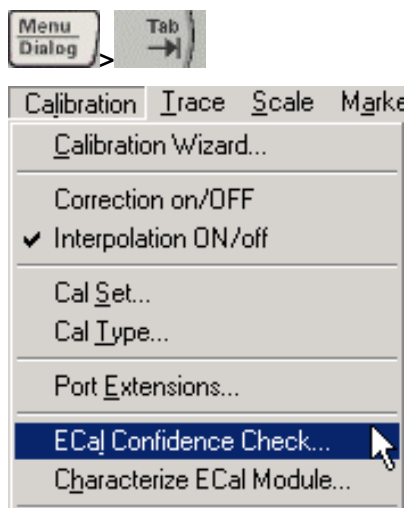 Menu Tab
Dialog >
Calibration Trace Scale Marke
Calibration Wizard...
Correction on/OFF
Interpolation ON/off
Cal Set...
Cal Type...
Port Extensions...
ECal Confidence Check...
Characterize ECal Module...